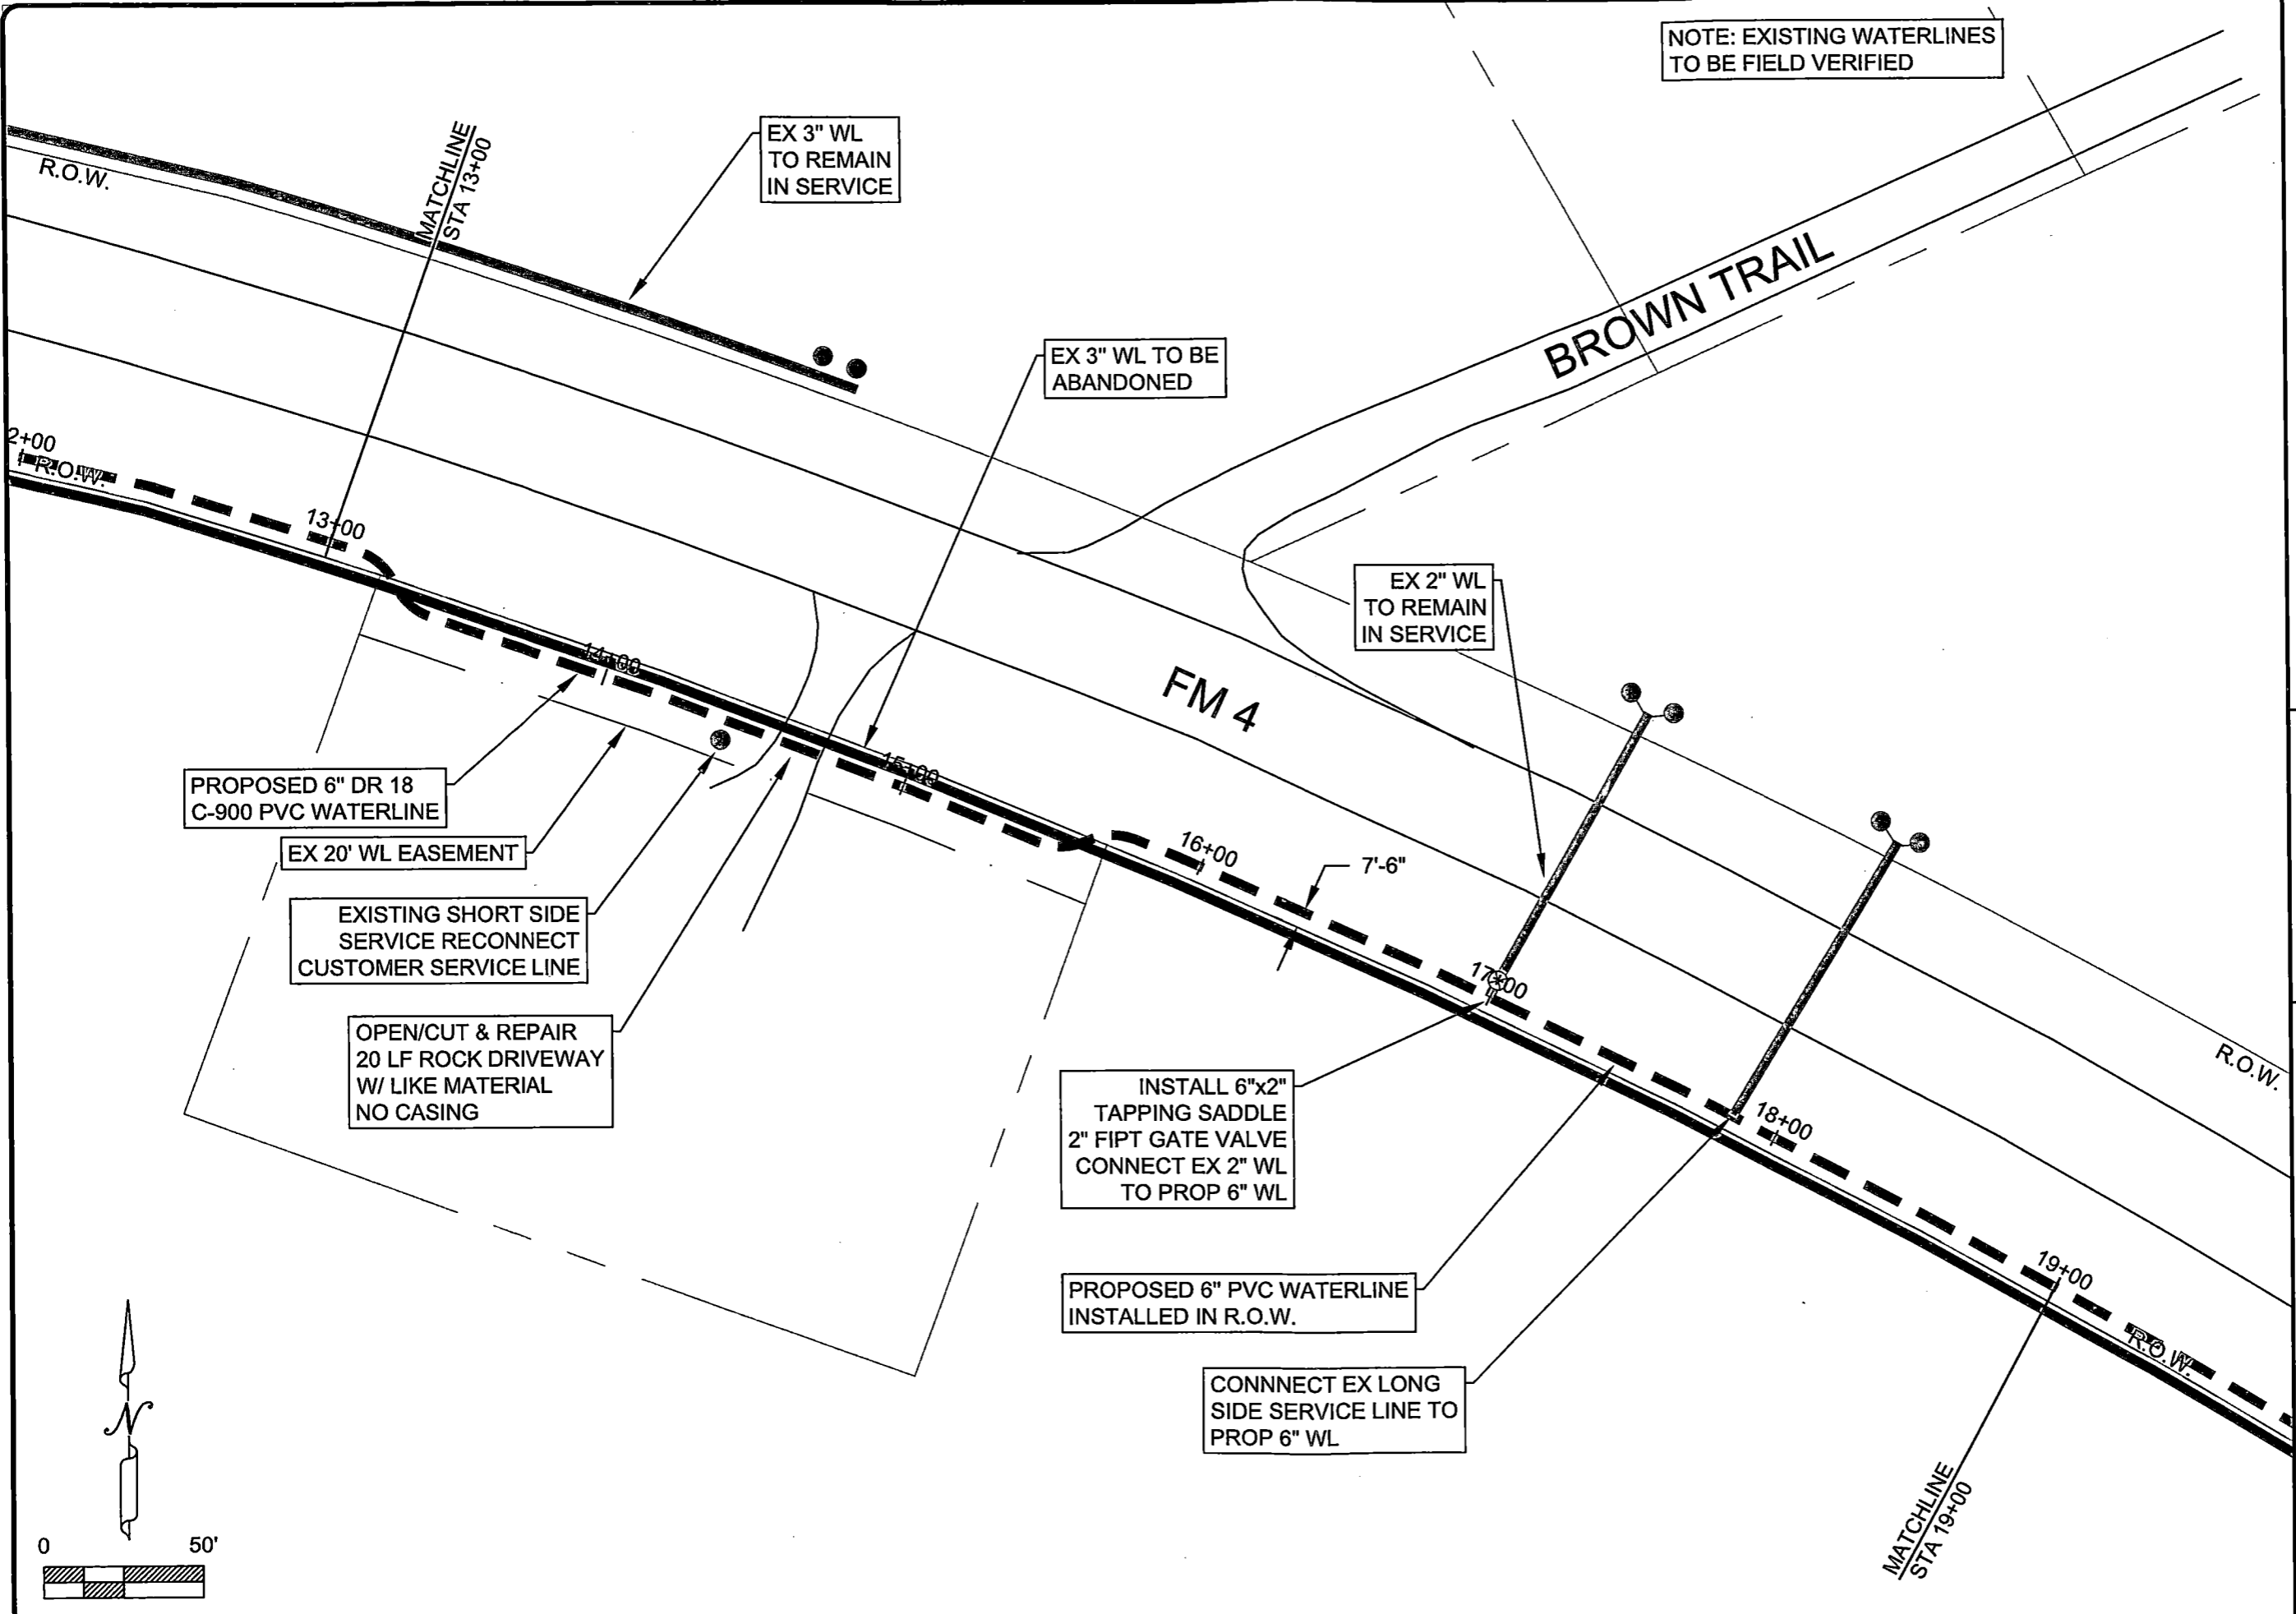 NOTE: EXISTING WATERLINES
TO BE FIELD VERIFIED
EX 3" WL
TO REMAIN
IN SERVICE
MATCHLINE
STA 13+00
R.O.W.
BROWN TRAIL
EX 3" WL TO BE
ABANDONED
2+00
R.O.W.
13+00
EX 2" WL
TO REMAIN
IN SERVICE
14+00
FM 4
15+00
PROPOSED 6" DR 18
C-900 PVC WATERLINE
EX 20' WL EASEMENT
16+00
7'-6"
EXISTING SHORT SIDE
SERVICE RECONNECT
CUSTOMER SERVICE LINE
17+00
OPEN/CUT & REPAIR
20 LF ROCK DRIVEWAY
W/ LIKE MATERIAL
NO CASING
R.O.W.
INSTALL 6"x2"
TAPPING SADDLE
2" FIPT GATE VALVE
CONNECT EX 2" WL
TO PROP 6" WL
18+00
PROPOSED 6" PVC WATERLINE
INSTALLED IN R.O.W.
19+00
R.O.W.
CONNNECT EX LONG
SIDE SERVICE LINE TO
PROP 6" WL
N
MATCHLINE
STA 19+00
0 50'